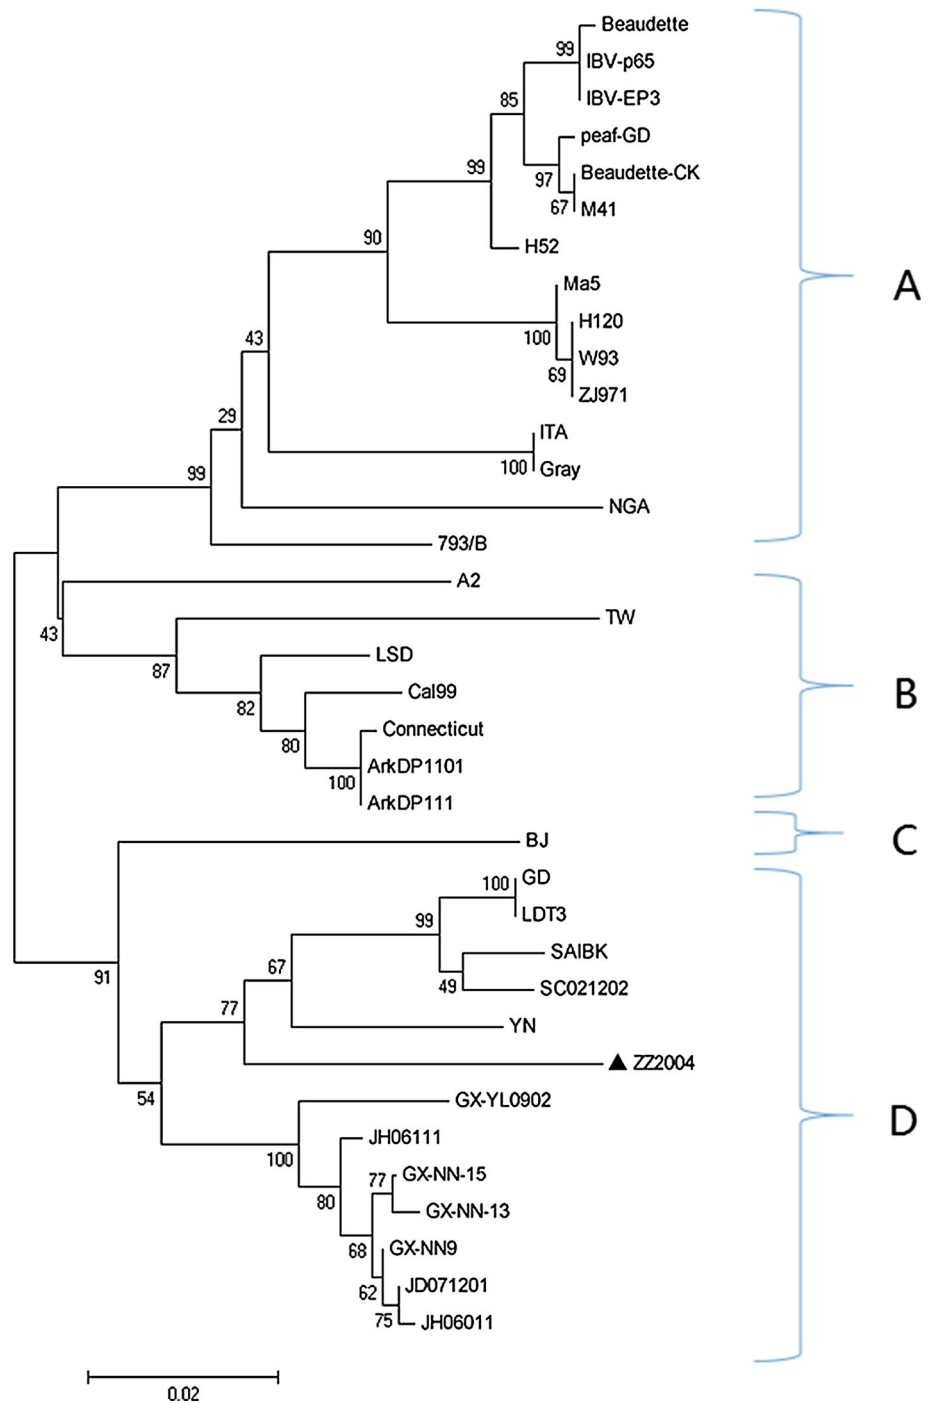 Beaudette
99
IBV-p65
85
IBV-EP3
peaf-GD
99
97
Beaudette-CK
67
M41
90
H52
A
Ma5
H120
43
100
W93
69
ZJ971
29
ITA
100
Gray
99
NGA
793/B
A2
43
TW
87
LSD
B
82
Cal99
80
Connecticut
100
ArkDP1101
ArkDP111
BJ
C
100
GD
99
LDT3
67
SAIBK
91
49
SC021202
77
YN
ZZ2004
54
GX-YL0902
D
JH06111
100
77
GX-NN-15
80
GX-NN-13
68
GX-NN9
62
JD071201
75
JH06011
0.02